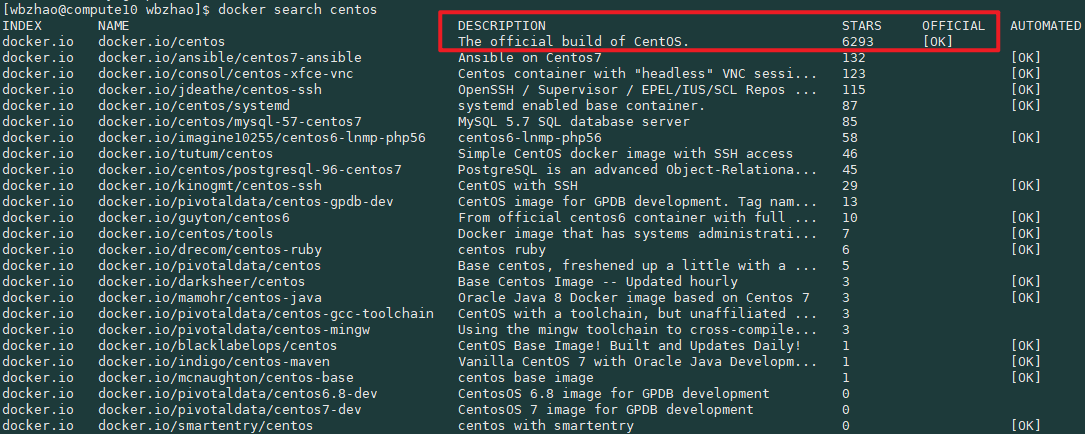 [wbzhao@compute10 wbzhao]$ docker search centos
INDEX NAME DESCRIPTION STARS OFFICIAL AUTOMATED
docker.io docker.io/centos The official build of CentOS. 6293 [OK]
docker.io docker.io/ansible/centos7-ansible Ansible on Centos7 132 [OK]
docker.io docker.io/consol/centos-xfce-vnc Centos container with "headless" VNC sessi... 123 [OK]
docker.io docker.io/jdeathe/centos-ssh OpenSSH / Supervisor / EPEL/IUS/SCL Repos ... 115 [OK]
docker.io docker.io/centos/systemd systemd enabled base container. 87 [OK]
docker.io docker.io/centos/mysql-57-centos7 MySQL 5.7 SQL database server 85
docker.io docker.io/imagine10255/centos6-lnmp-php56 centos6-lnmp-php56 58 [OK]
docker.io docker.io/tutum/centos Simple CentOS docker image with SSH access 46
docker.io docker.io/centos/postgresql-96-centos7 PostgreSQL is an advanced Object-Relationa... 45
docker.io docker.io/kinogmt/centos-ssh CentOS with SSH 29 [OK]
docker.io docker.io/pivotaldata/centos-gpdb-dev CentOS image for GPDB development. Tag nam... 13
docker.io docker.io/guyton/centos6 From official centos6 container with full ... 10 [OK]
docker.io docker.io/centos/tools Docker image that has systems administrati... 7 [OK]
docker.io docker.io/drecom/centos-ruby centos ruby 6 [OK]
docker.io docker.io/pivotaldata/centos Base centos, freshened up a little with a ... 5
docker.io docker.io/darksheer/centos Base Centos Image -- Updated hourly 3 [OK]
docker.io docker.io/mamohr/centos-java Oracle Java 8 Docker image based on Centos 7 3 [OK]
docker.io docker.io/pivotaldata/centos-gcc-toolchain CentOS with a toolchain, but unaffiliated ... 3
docker.io docker.io/pivotaldata/centos-mingw Using the mingw toolchain to cross-compile... 3
docker.io docker.io/blacklabelops/centos CentOS Base Image! Built and Updates Daily! 1 [OK]
docker.io docker.io/indigo/centos-maven Vanilla CentOS 7 with Oracle Java Developm... 1 [OK]
docker.io docker.io/mcnaughton/centos-base centos base image 1 [OK]
docker.io docker.io/pivotaldata/centos6.8-dev CentosOS 6.8 image for GPDB development 0
docker.io docker.io/pivotaldata/centos7-dev CentosOS 7 image for GPDB development 0
docker.io docker.io/smartentry/centos centos with smartentry 0 [OK]